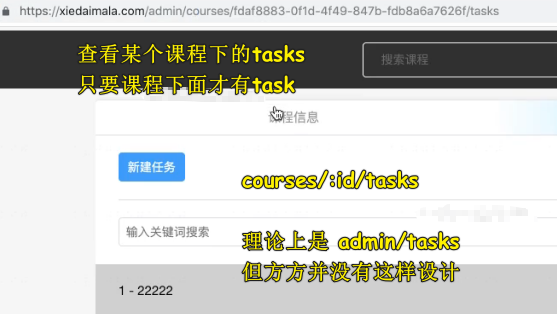 https://xiedaimala.com/admin/courses/fdaf8883-0f1d-4f49-847b-fdb8a6a7626f/tasks
查看某个课程下的tasks
搜索课程
只要课程下面才有task
课程信息
新建任务
courses/:id/tasks
输入关键词搜索
理论上是 admin/tasks
但方方并没有这样设计
1 - 22222